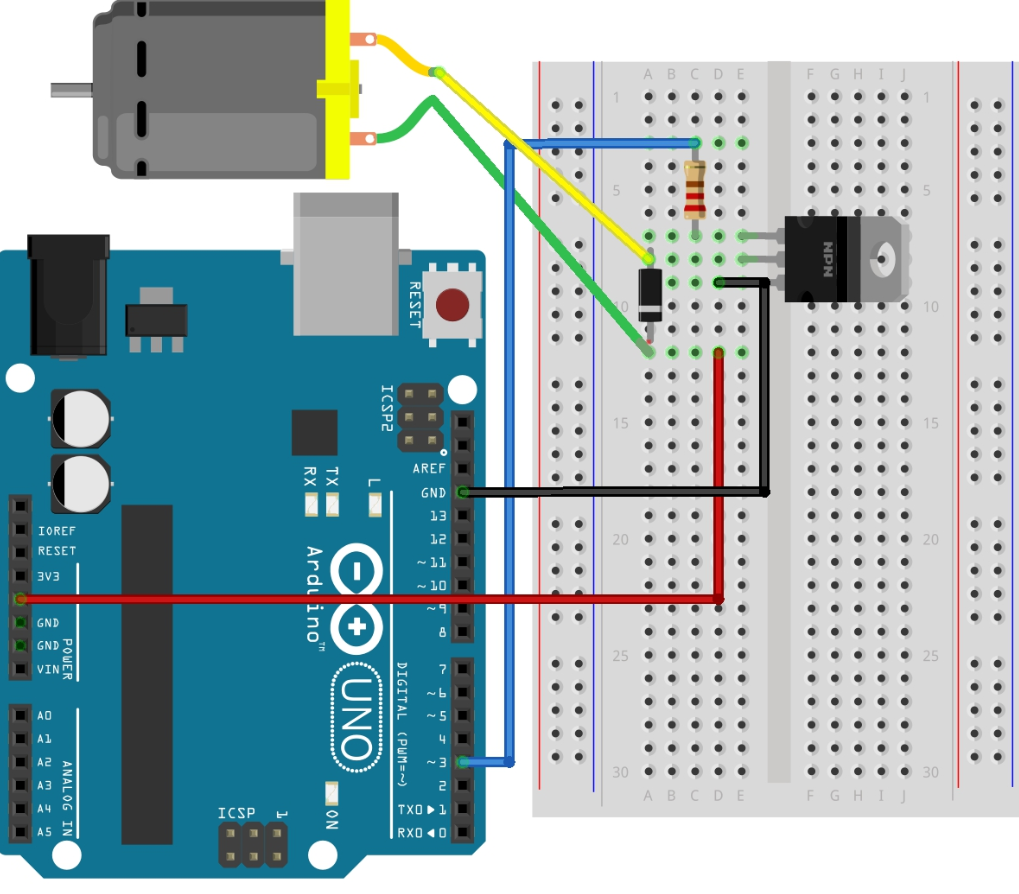 A B C D E F G H I J
1 1
5 5
NPN
10 10
15 15
20 20
25 25
30 30
A B C D E F G H I J
RESET
ICSP2
AREF
GND
13
12
~11
~10
~9
8
7
~6
~5
4
~3
2
TX0▶1
RX0◀0
RX
TX
L
Arduino™
UNO
DIGITAL (PWM=~)
IOREF
RESET
3V3
GND
GND
VIN
POWER
A0
A1
A2
A3
A4
A5
ANALOG IN
ICSP
1
ON